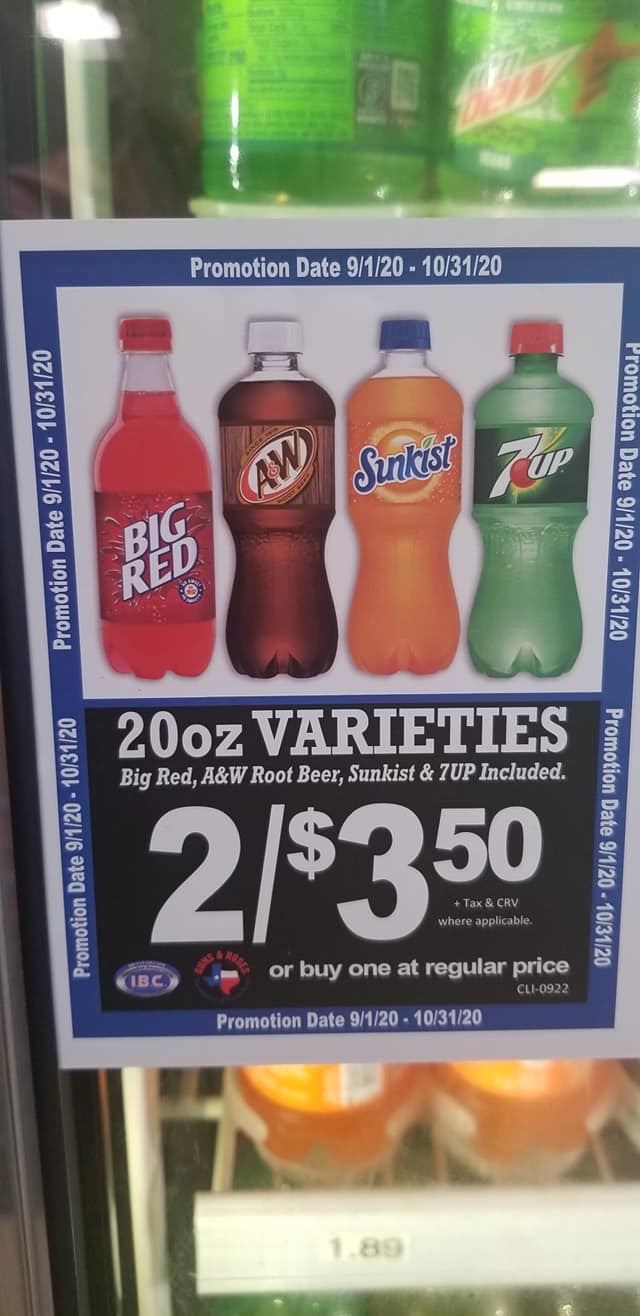 Mtn
DEW
Promotion Date 9/1/20 - 10/31/20
Promotion Date 9/1/20 - 10/31/20
Promotion Date 9/1/20 - 10/31/20
BIG
RED
A&W
Sunkist
7UP
Promotion Date 9/1/20 - 10/31/20
Promotion Date 9/1/20 - 10/31/20
20oz VARIETIES
Big Red, A&W Root Beer, Sunkist & 7UP Included.
2/$3 50
+ Tax & CRV
where applicable.
I.B.C.
GUNS & HOSES
or buy one at regular price
CLI-0922
Promotion Date 9/1/20 - 10/31/20
1.89